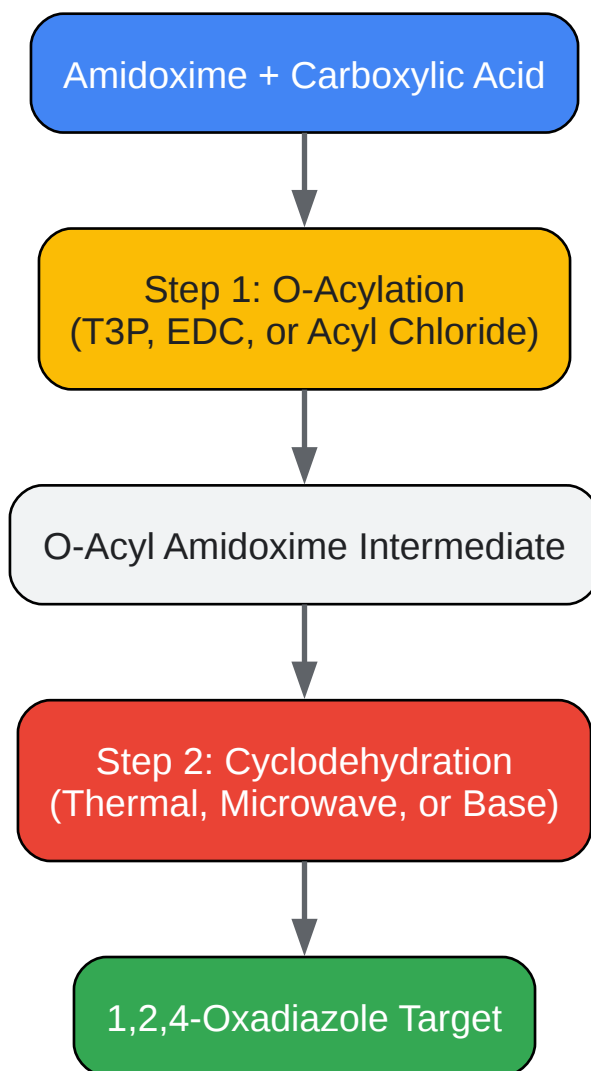 Amidoxime + Carboxylic Acid
Step 1: O-Acylation
(T3P, EDC, or Acyl Chloride)
O-Acyl Amidoxime Intermediate
Step 2: Cyclodehydration
(Thermal, Microwave, or Base)
1,2,4-Oxadiazole Target